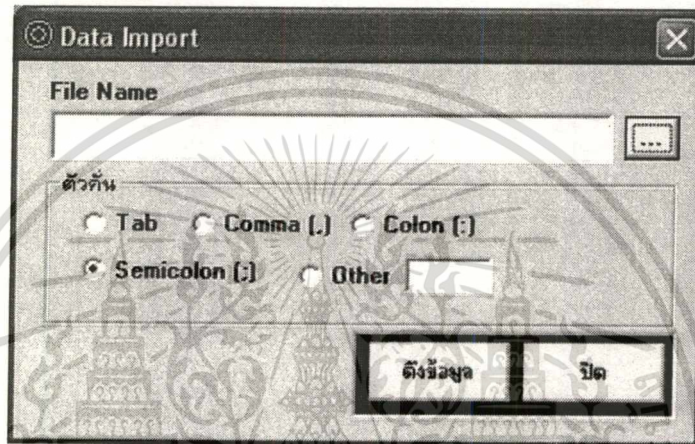 Data Import
File Name
...
ตัวคั่น
Tab Comma (,) Colon (:)
Semicolon (;) Other
ดึงข้อมูล ปิด